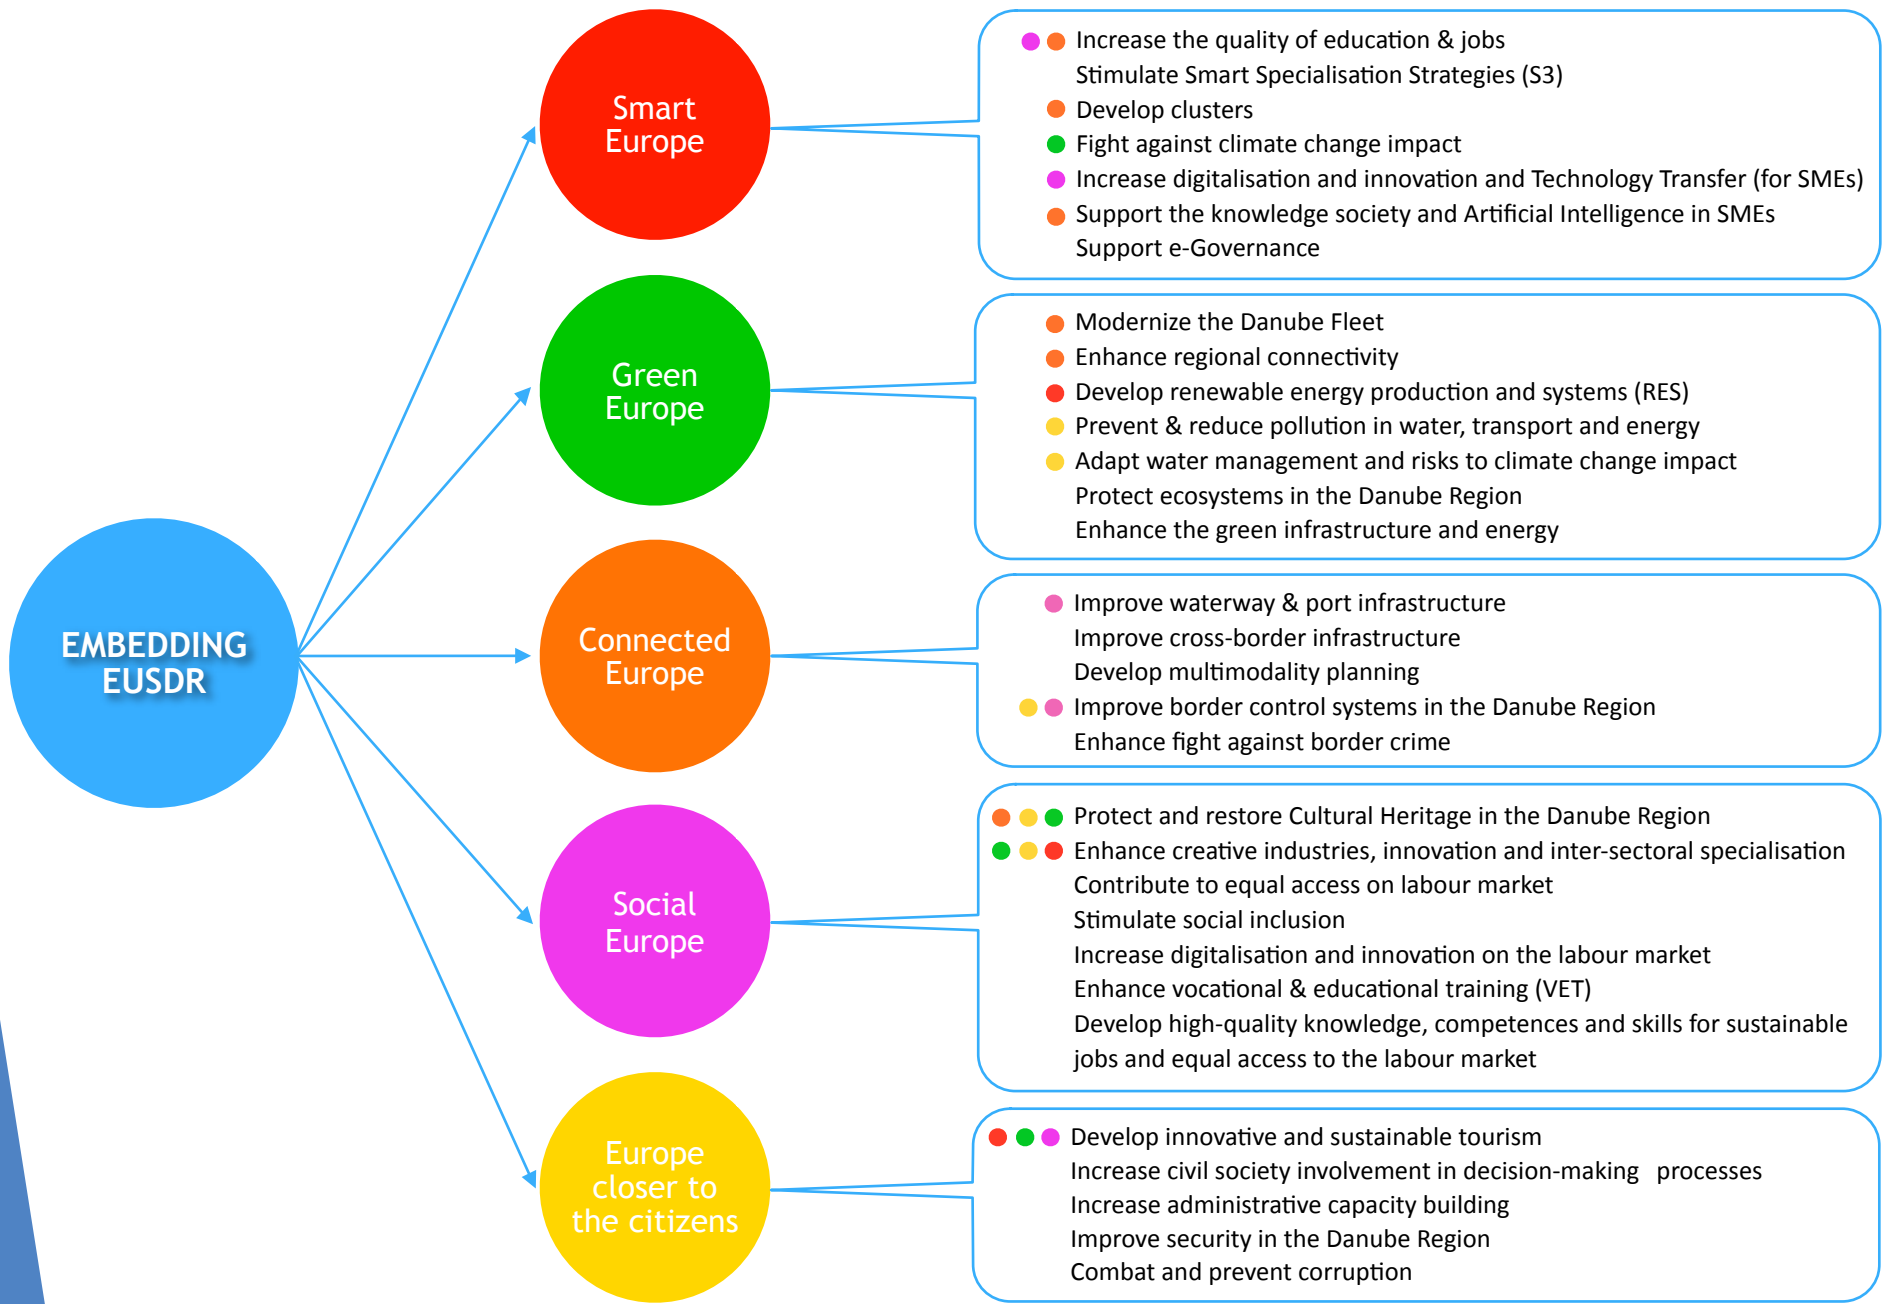 EMBEDDING
EUSDR
Smart
Europe
Increase the quality of education & jobs
Stimulate Smart Specialisation Strategies (S3)
Develop clusters
Fight against climate change impact
Increase digitalisation and innovation and Technology Transfer (for SMEs)
Support the knowledge society and Artificial Intelligence in SMEs
Support e-Governance
Green
Europe
Modernize the Danube Fleet
Enhance regional connectivity
Develop renewable energy production and systems (RES)
Prevent & reduce pollution in water, transport and energy
Adapt water management and risks to climate change impact
Protect ecosystems in the Danube Region
Enhance the green infrastructure and energy
Connected
Europe
Improve waterway & port infrastructure
Improve cross-border infrastructure
Develop multimodality planning
Improve border control systems in the Danube Region
Enhance fight against border crime
Social
Europe
Protect and restore Cultural Heritage in the Danube Region
Enhance creative industries, innovation and inter-sectoral specialisation
Contribute to equal access on labour market
Stimulate social inclusion
Increase digitalisation and innovation on the labour market
Enhance vocational & educational training (VET)
Develop high-quality knowledge, competences and skills for sustainable
jobs and equal access to the labour market
Europe
closer to
the citizens
Develop innovative and sustainable tourism
Increase civil society involvement in decision-making processes
Increase administrative capacity building
Improve security in the Danube Region
Combat and prevent corruption